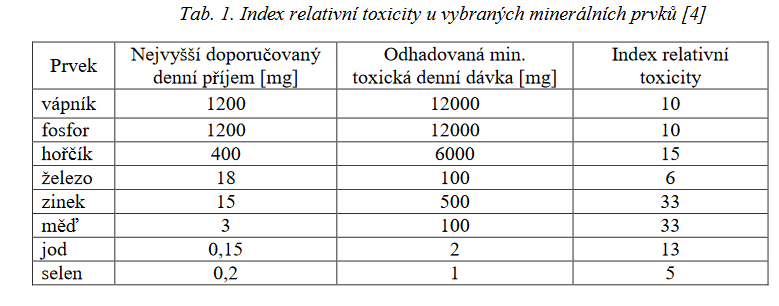 Tab. 1. Index relativní toxicity u vybraných minerálních prvků [4]
Prvek Nejvyšší doporučovaný denní příjem [mg] Odhadovaná min. toxická denní dávka [mg] Index relativní toxicity
vápník 1200 12000 10
fosfor 1200 12000 10
hořčík 400 6000 15
železo 18 100 6
zinek 15 500 33
měď 3 100 33
jod 0,15 2 13
selen 0,2 1 5